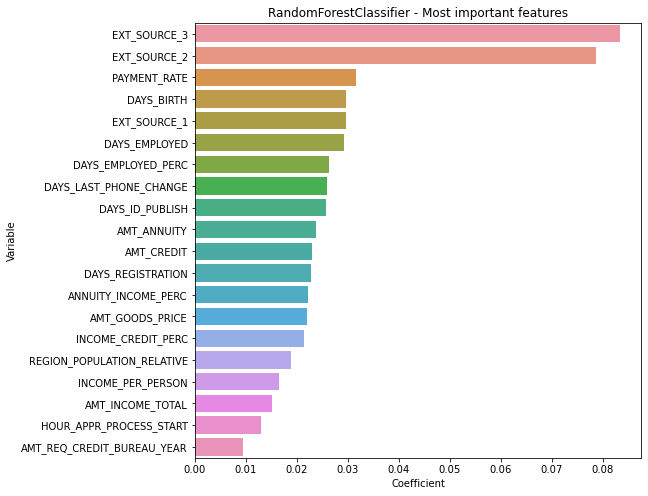 RandomForestClassifier - Most important features
Variable
EXT_SOURCE_3
EXT_SOURCE_2
PAYMENT_RATE
DAYS_BIRTH
EXT_SOURCE_1
DAYS_EMPLOYED
DAYS_EMPLOYED_PERC
DAYS_LAST_PHONE_CHANGE
DAYS_ID_PUBLISH
AMT_ANNUITY
AMT_CREDIT
DAYS_REGISTRATION
ANNUITY_INCOME_PERC
AMT_GOODS_PRICE
INCOME_CREDIT_PERC
REGION_POPULATION_RELATIVE
INCOME_PER_PERSON
AMT_INCOME_TOTAL
HOUR_APPR_PROCESS_START
AMT_REQ_CREDIT_BUREAU_YEAR
0.00 0.01 0.02 0.03 0.04 0.05 0.06 0.07 0.08
Coefficient